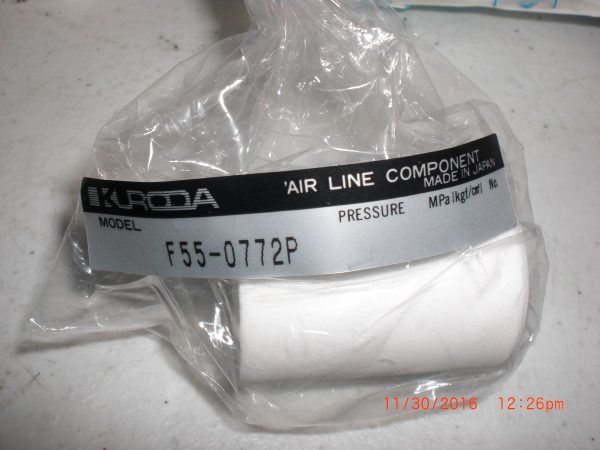 KURODA 'AIR LINE COMPONENT
MADE IN JAPAN
MODEL PRESSURE MPa(kgf/cm²) No.
F55-0772P
11/30/2016 12:26pm